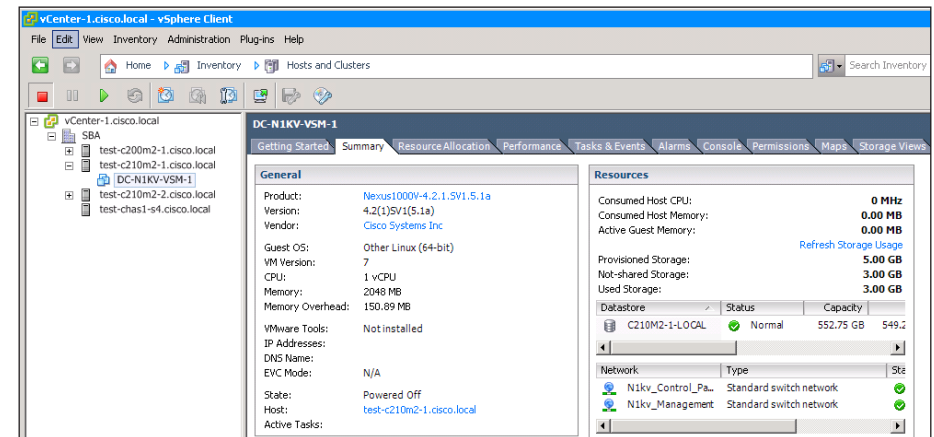 vCenter-1.cisco.local - vSphere Client
File Edit View Inventory Administration Plug-ins Help
Home Inventory Hosts and Clusters Search Inventory
vCenter-1.cisco.local
SBA
test-c200m2-1.cisco.local
test-c210m2-1.cisco.local
DC-N1KV-VSM-1
test-c210m2-2.cisco.local
test-chas1-s4.cisco.local
DC-N1KV-VSM-1
Getting Started Summary Resource Allocation Performance Tasks & Events Alarms Console Permissions Maps Storage Views
General
Product: Nexus1000V-4.2.1.SV1.5.1a
Version: 4.2(1)SV1(5.1a)
Vendor: Cisco Systems Inc
Guest OS: Other Linux (64-bit)
VM Version: 7
CPU: 1 vCPU
Memory: 2048 MB
Memory Overhead: 150.89 MB
VMware Tools: Not installed
IP Addresses:
DNS Name:
EVC Mode: N/A
State: Powered Off
Host: test-c210m2-1.cisco.local
Active Tasks:
Resources
Consumed Host CPU: 0 MHz
Consumed Host Memory: 0.00 MB
Active Guest Memory: 0.00 MB
Refresh Storage Usage
Provisioned Storage: 5.00 GB
Not-shared Storage: 3.00 GB
Used Storage: 3.00 GB
Datastore Status Capacity
C210M2-1-LOCAL Normal 552.75 GB 549.2
Network Type Sta
N1kv_Control_Pa... Standard switch network
N1kv_Management Standard switch network